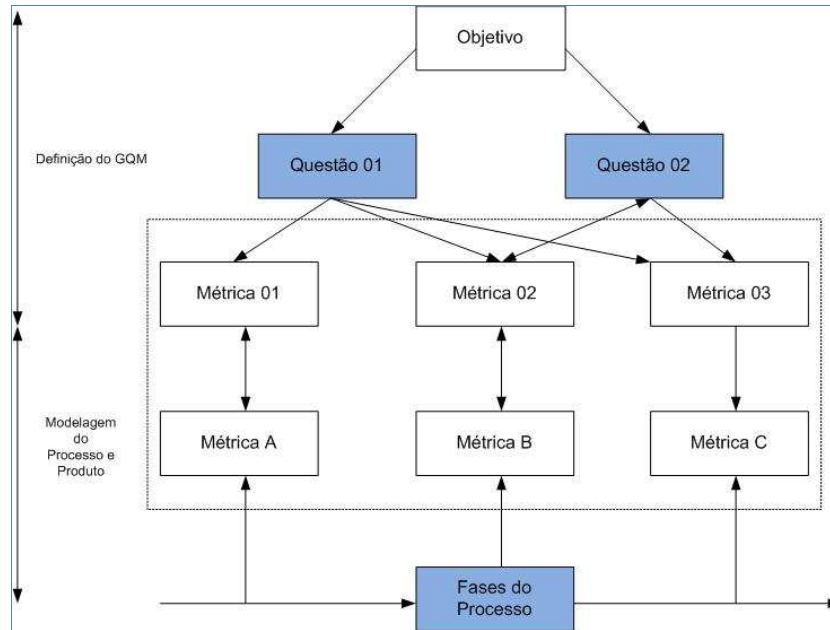 Objetivo
Definição do GQM
Questão 01
Questão 02
Métrica 01
Métrica 02
Métrica 03
Modelagem
do
Processo e
Produto
Métrica A
Métrica B
Métrica C
Fases do
Processo